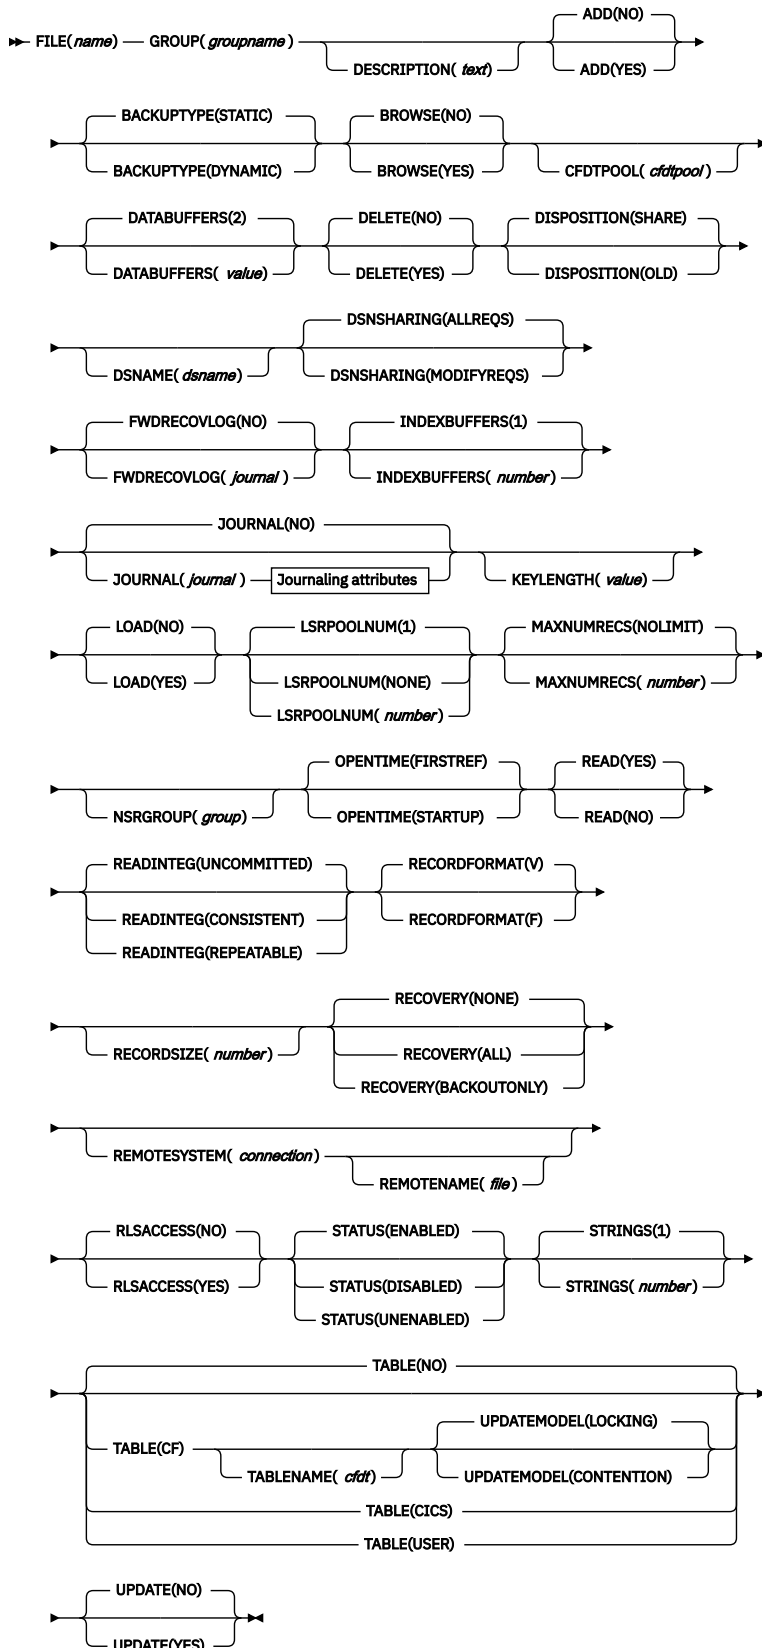 FILE( name) GROUP( groupname ) DESCRIPTION( text) ADD(NO)
ADD(YES)
BACKUPTYPE(STATIC) BROWSE(NO)
BACKUPTYPE(DYNAMIC) BROWSE(YES) CFDTPOOL( cfdtpool )
DATABUFFERS(2) DELETE(NO) DISPOSITION(SHARE)
DATABUFFERS( value) DELETE(YES) DISPOSITION(OLD)
DSNSHARING(ALLREQS)
DSNAME( dsname) DSNSHARING(MODIFYREQS)
FWDRECOVLOG(NO) INDEXBUFFERS(1)
FWDRECOVLOG( journal ) INDEXBUFFERS( number)
JOURNAL(NO)
JOURNAL( journal ) Journaling attributes KEYLENGTH( value)
LOAD(NO) LSRPOOLNUM(1) MAXNUMRECS(NOLIMIT)
LOAD(YES) LSRPOOLNUM(NONE) MAXNUMRECS( number)
LSRPOOLNUM( number)
OPENTIME(FIRSTREF) READ(YES)
NSRGROUP( group) OPENTIME(STARTUP) READ(NO)
READINTEG(UNCOMMITTED) RECORDFORMAT(V)
READINTEG(CONSISTENT) RECORDFORMAT(F)
READINTEG(REPEATABLE)
RECOVERY(NONE)
RECORDSIZE( number) RECOVERY(ALL)
RECOVERY(BACKOUTONLY)
REMOTESYSTEM( connection)
REMOTENAME( file)
RLSACCESS(NO) STATUS(ENABLED) STRINGS(1)
RLSACCESS(YES) STATUS(DISABLED) STRINGS( number)
STATUS(UNENABLED)
TABLE(NO)
UPDATEMODEL(LOCKING)
TABLE(CF)
TABLENAME( cfdt) UPDATEMODEL(CONTENTION)
TABLE(CICS)
TABLE(USER)
UPDATE(NO)
UPDATE(YES)